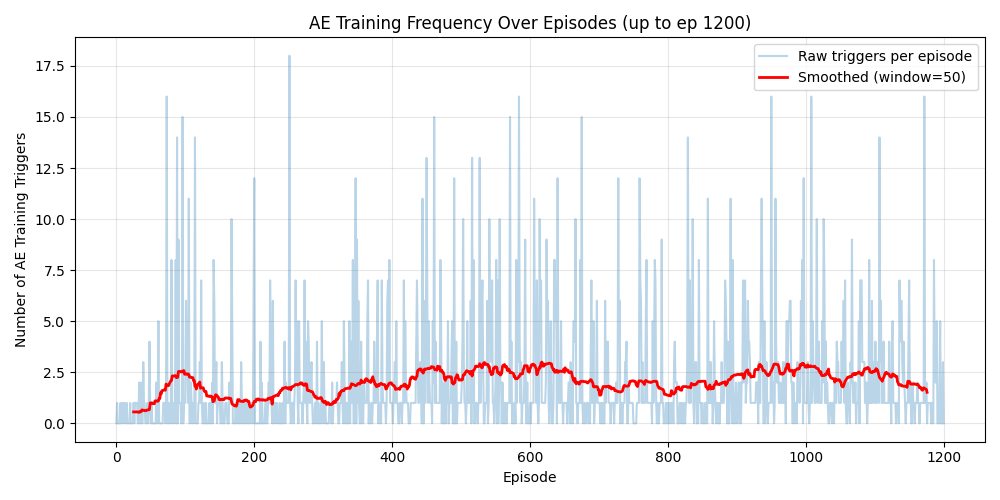 AE Training Frequency Over Episodes (up to ep 1200)
Raw triggers per episode
Smoothed (window=50)
Number of AE Training Triggers
17.5
15.0
12.5
10.0
7.5
5.0
2.5
0.0
0 200 400 600 800 1000 1200
Episode